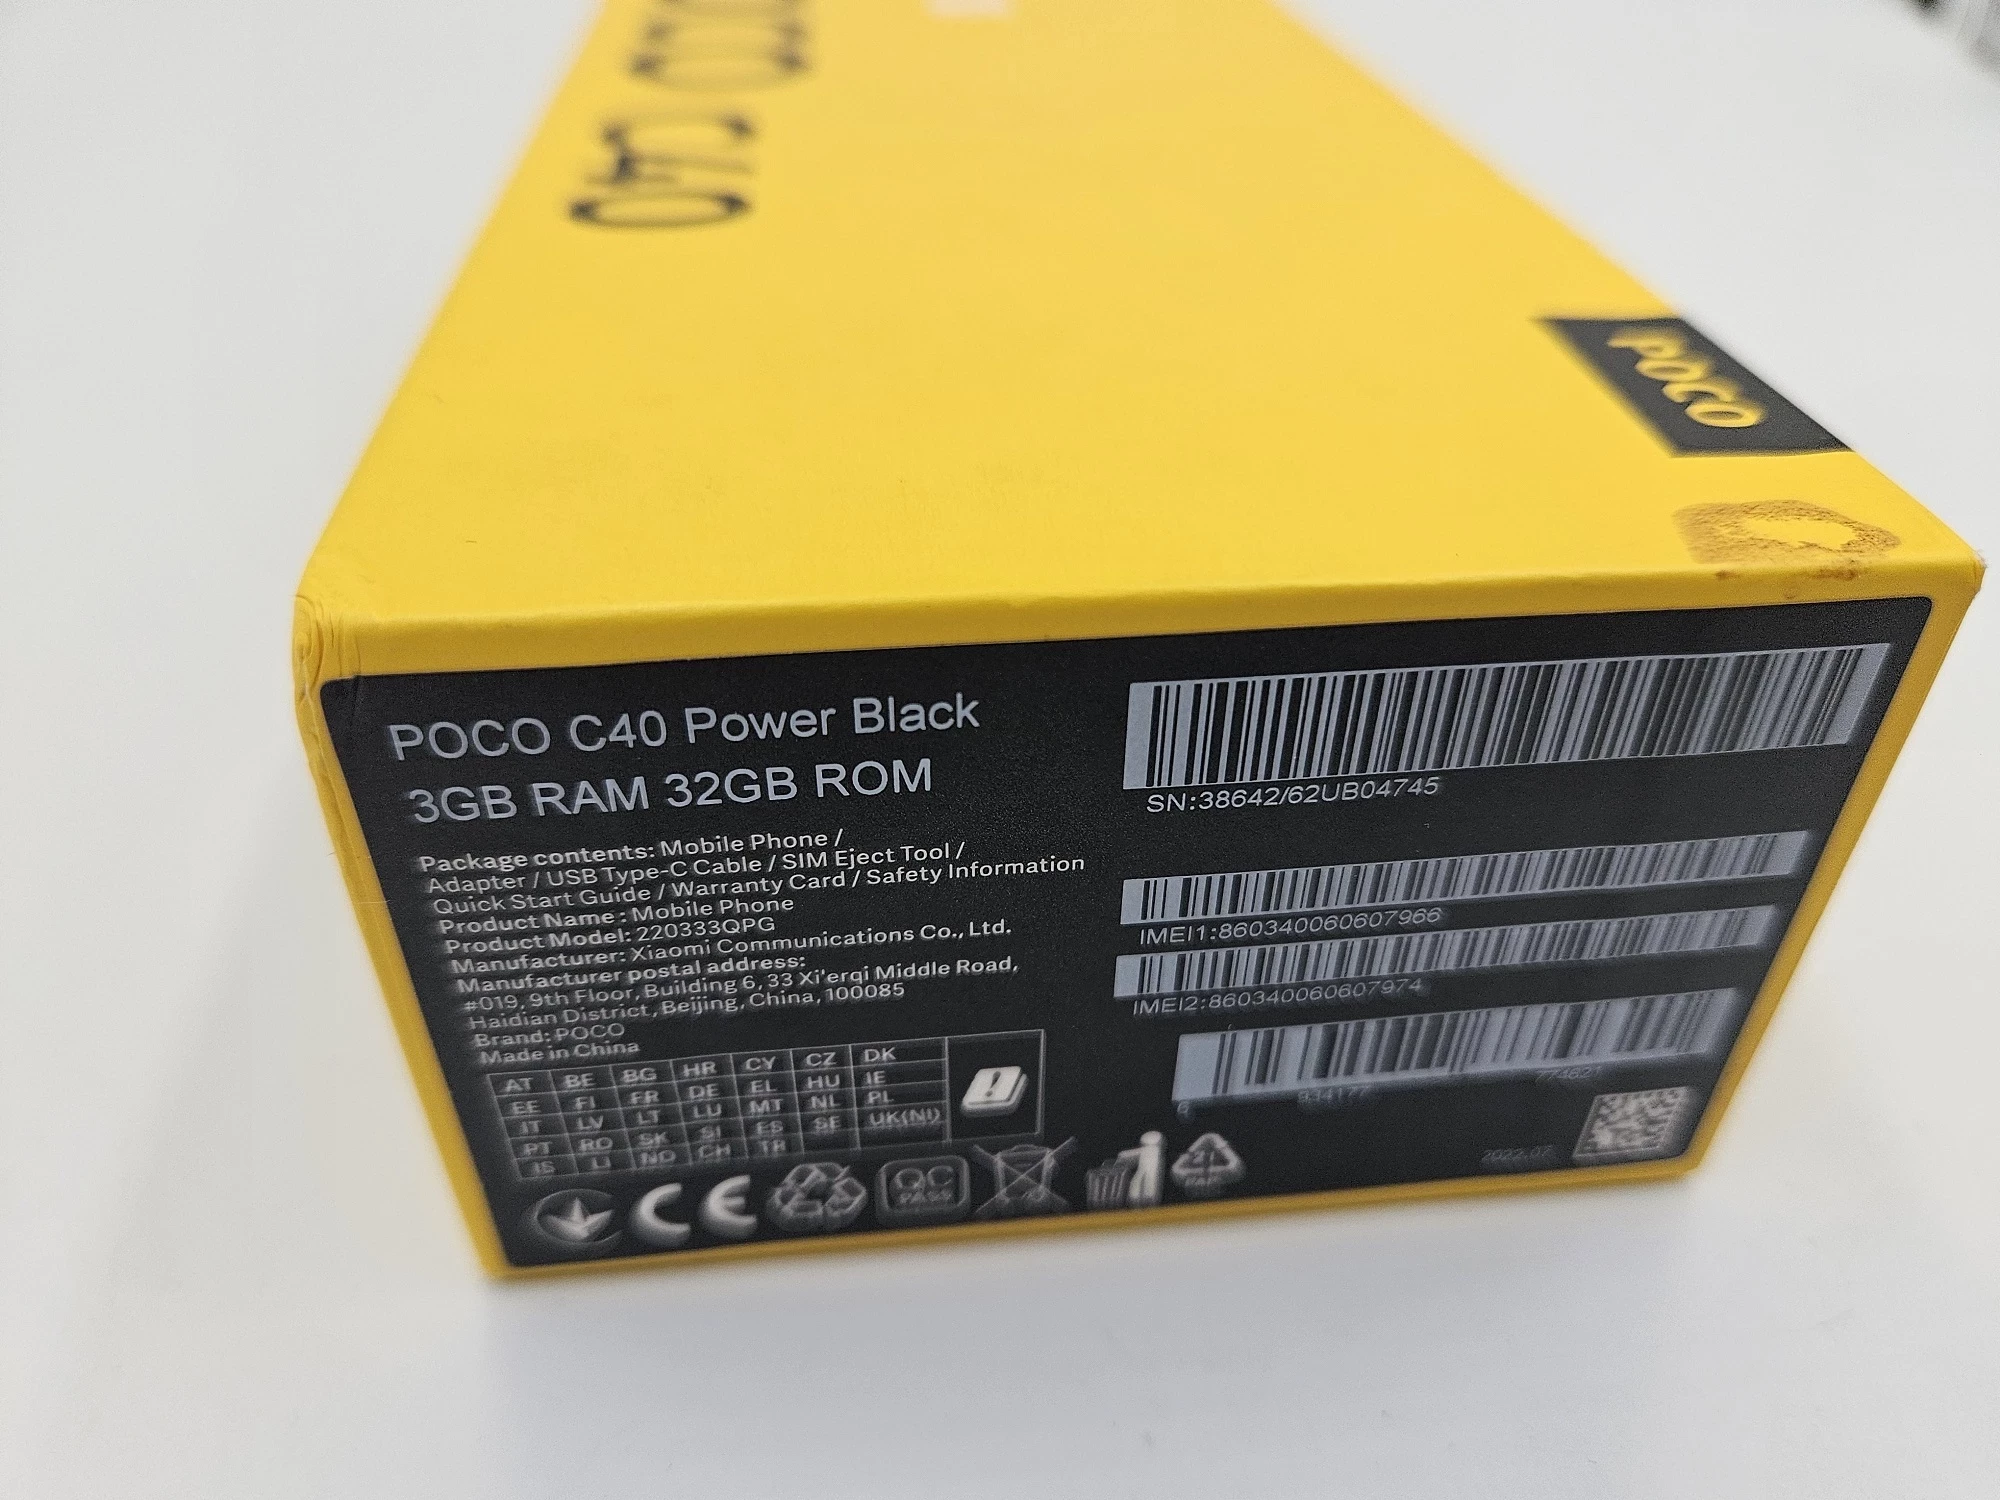 POCO C40
POCO
POCO C40 Power Black
3GB RAM 32GB ROM
Package contents: Mobile Phone /
Adapter / USB Type-C Cable / SIM Eject Tool /
Quick Start Guide / Warranty Card / Safety Information
Product Name: Mobile Phone
Product Model: 220333QPG
Manufacturer: Xiaomi Communications Co., Ltd.
Manufacturer postal address:
#019, 9th Floor, Building 6, 33 Xi'erqi Middle Road,
Haidian District, Beijing, China, 100085
Brand: POCO
Made in China
AT BE BG HR CY CZ DK
EE FI FR DE EL HU IE
IT LV LT LU MT NL PL
PT RO SK SI ES SE UK(NI)
IS LI NO CH TR
CE
QC
PASS
SN:38642/62UB04745
IMEI1:860340060607966
IMEI2:860340060607974
6 934177
2022.07
PAP